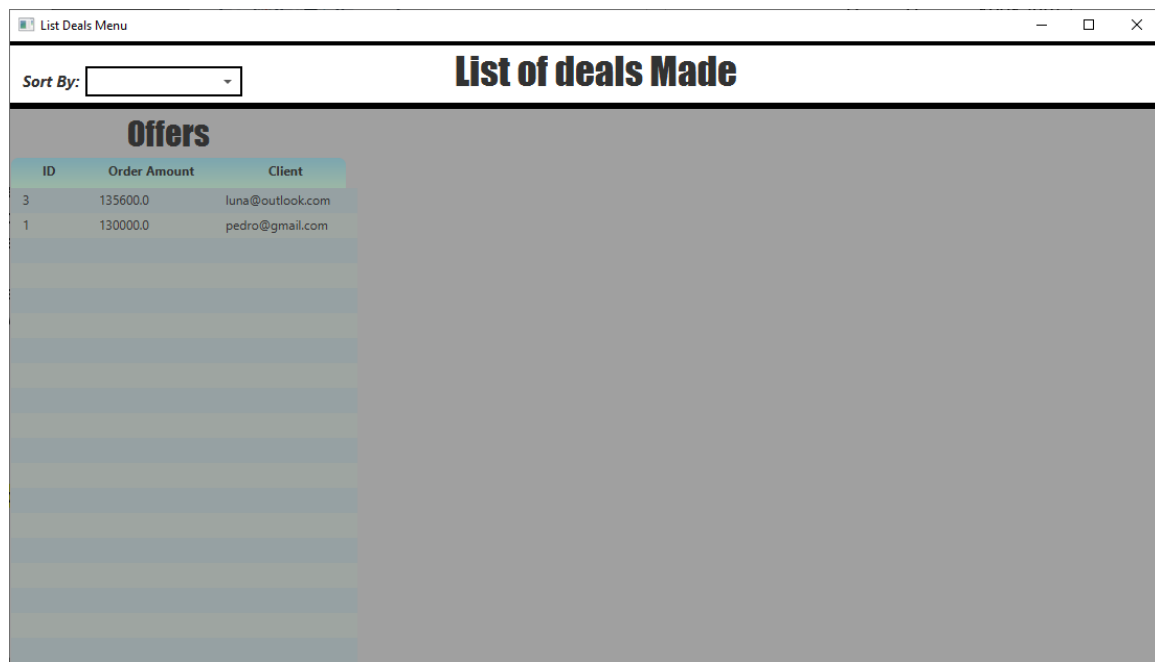 List Deals Menu
List of deals Made
Sort By:
Offers
ID Order Amount Client
3 135600.0 luna@outlook.com
1 130000.0 pedro@gmail.com